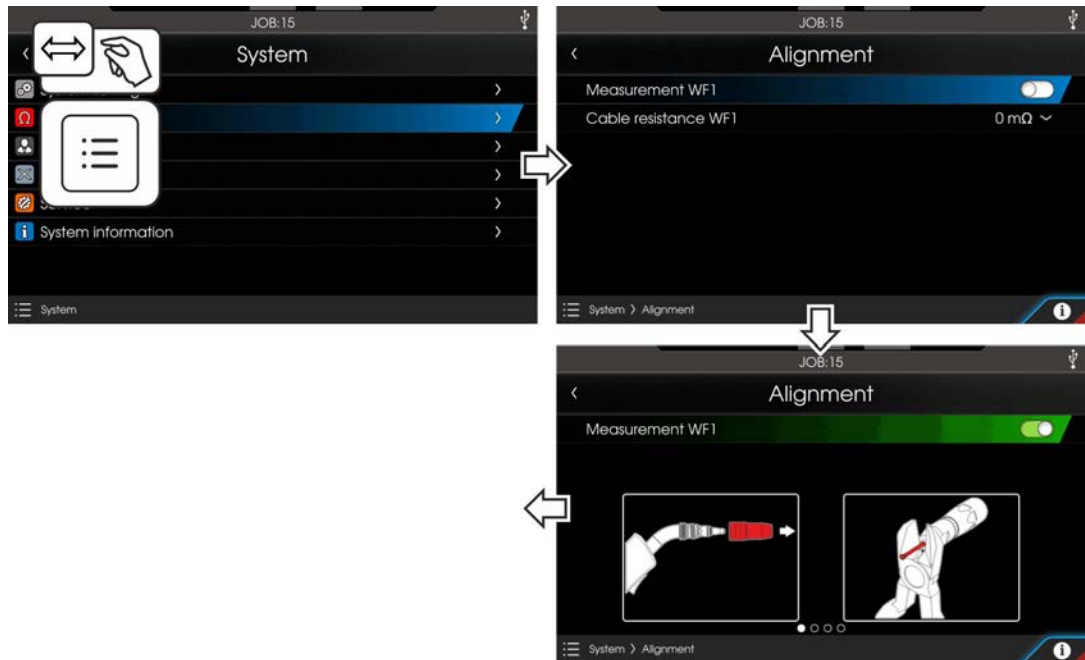 JOB:15
System
System information
System
JOB:15
Alignment
Measurement WF1
Cable resistance WF1 0 mΩ
System > Alignment
JOB:15
Alignment
Measurement WF1
System > Alignment